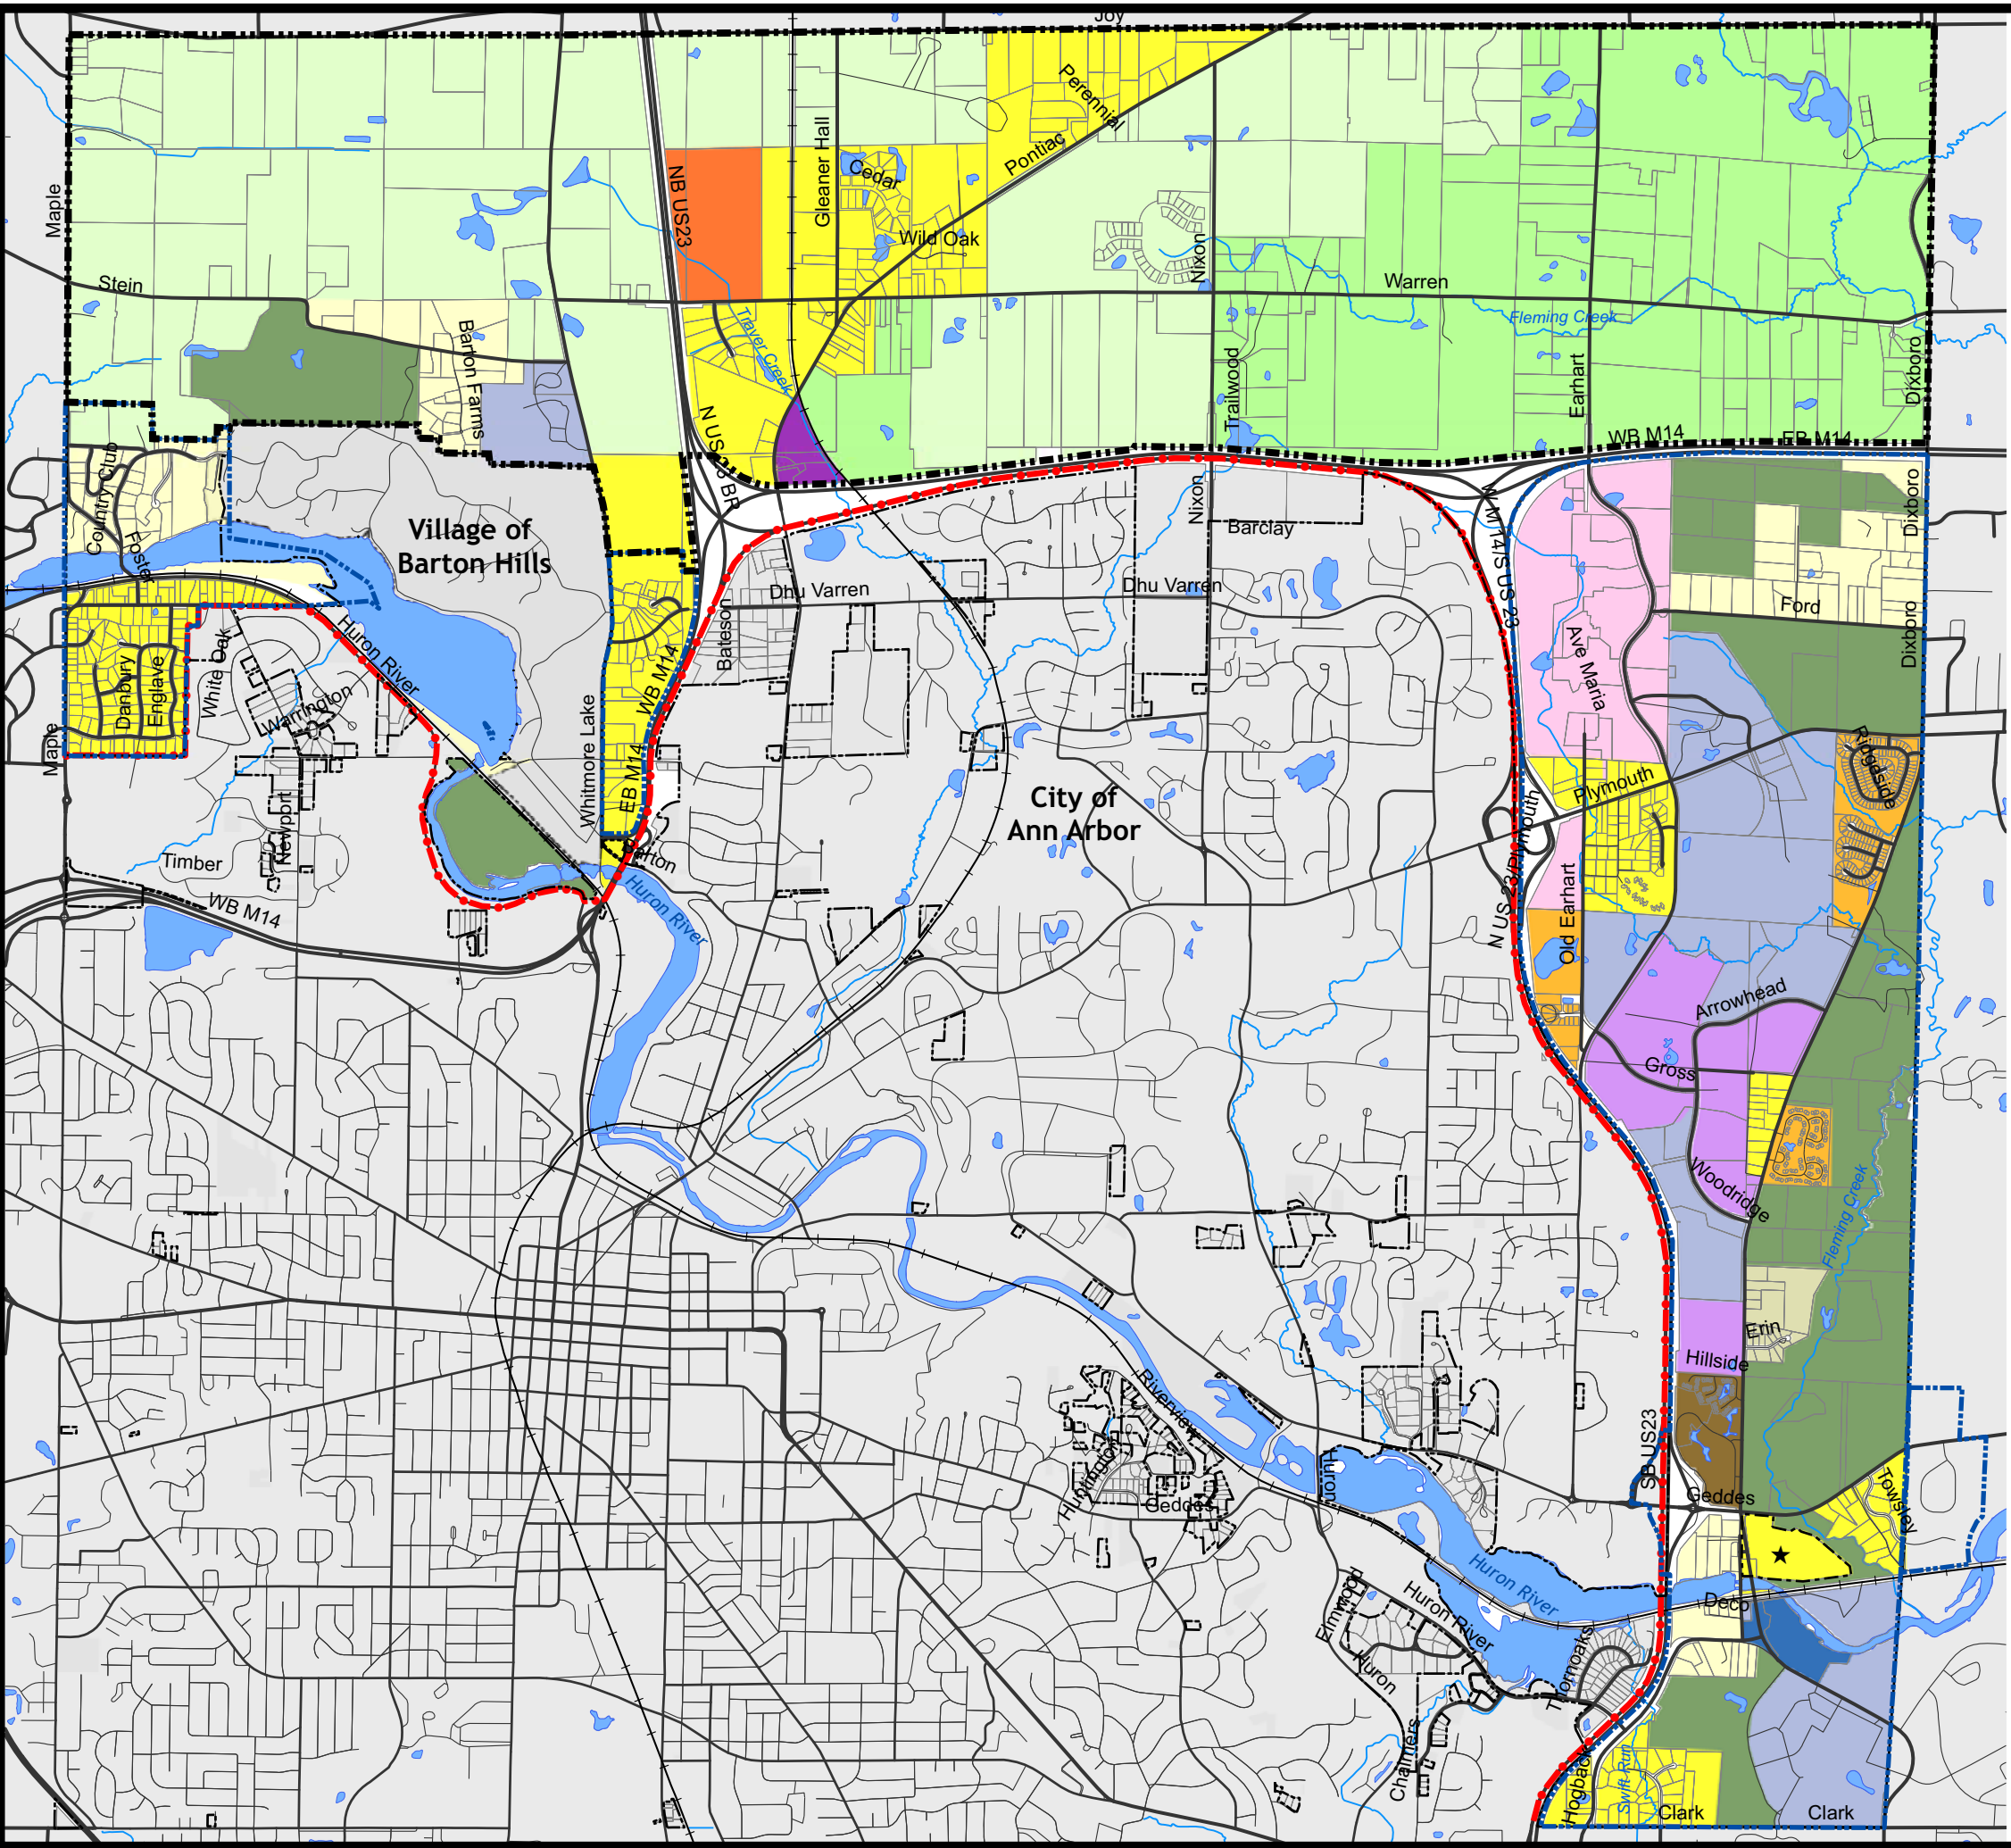 Joy
Perennial
Pontiac
Gleaner Hall
Cedar
NB US23
Maple
Wild Oak
Nixon
Stein
Warren
Fleming Creek
Traver Creek
Barton Farms
Trailwood
Earhart
Dixboro
N US23 BR
WB M14
EB M14
Country Club
Foster
Village of
Barton Hills
Nixon
Barclay
W M14/S US 23
Dixboro
Dhu Varren
Dhu Varren
Bateson
Ford
Dixboro
Ave Maria
Huron River
White Oak
Danbury
Englave
Warrington
WB M14
Maple
Whitmore Lake
EB M14
City of
Ann Arbor
Plymouth
Ridgeside
Newport
Timber
Barton
N US 23/Plymouth
Old Earhart
WB M14
Huron River
Arrowhead
Gross
Woodridge
Fleming Creek
Erin
Hillside
Riverview
Huntington
Geddes
Huron
SB US23
Geddes
Towsley
Huron River
Deco
Elmwood
Huron River
Huron
Thornoaks
Chalmers
Hogback
Swift Run
Clark
Clark